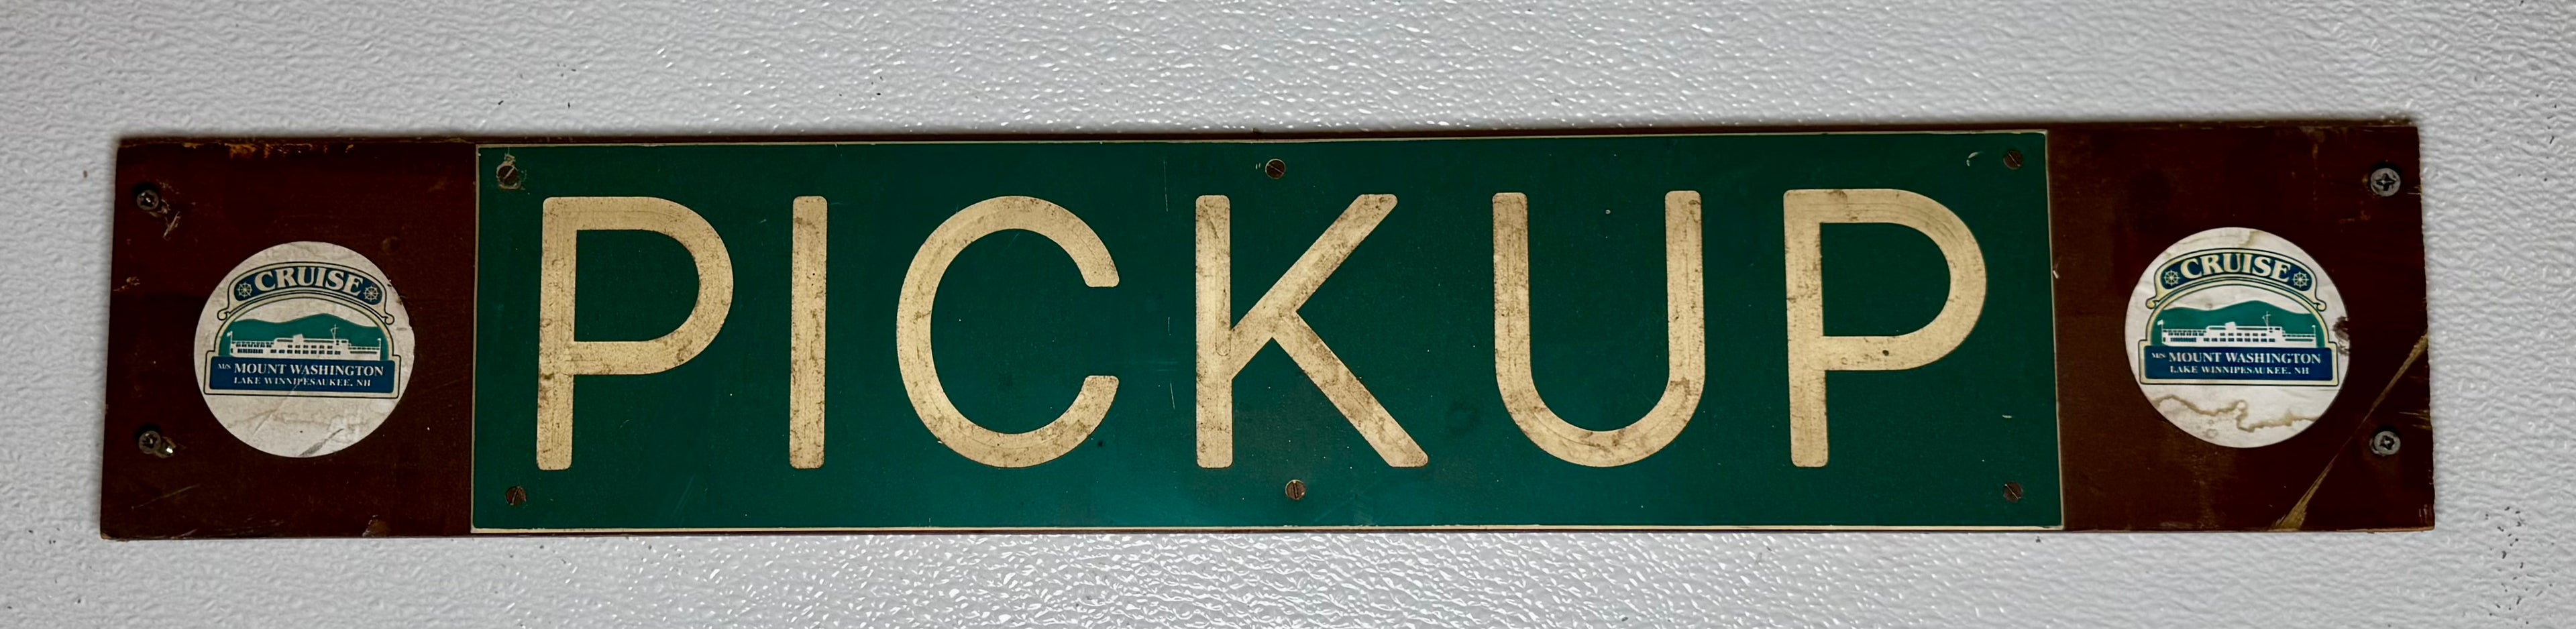 CRUISE
M/S MOUNT WASHINGTON
LAKE WINNIPESAUKEE, NH
PICKUP
CRUISE
M/S MOUNT WASHINGTON
LAKE WINNIPESAUKEE, NH